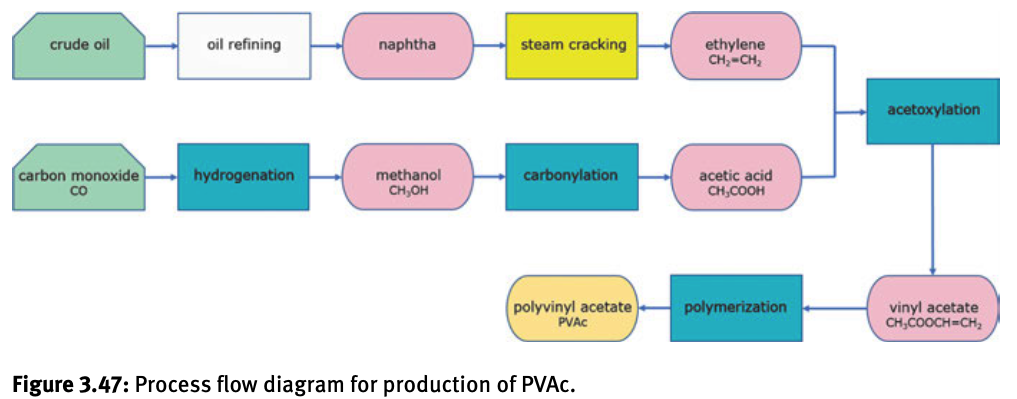 crude oil
oil refining
naphtha
steam cracking
ethylene
CH₂=CH₂
acetoxylation
carbon monoxide
CO
hydrogenation
methanol
CH₃OH
carbonylation
acetic acid
CH₃COOH
polyvinyl acetate
PVAc
polymerization
vinyl acetate
CH₃COOCH=CH₂
Figure 3.47: Process flow diagram for production of PVAc.